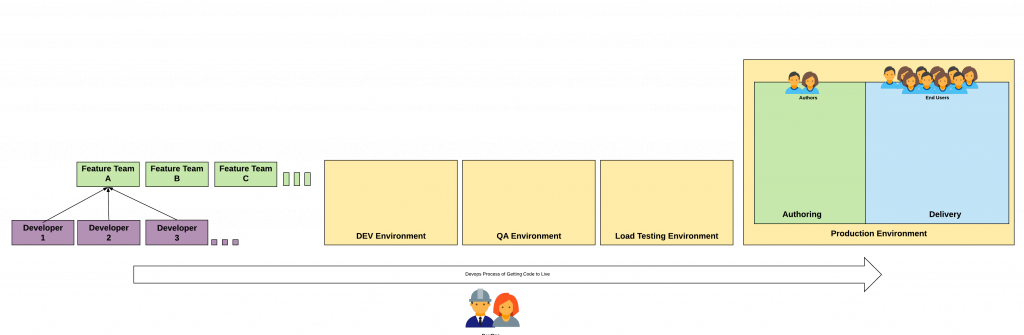 Authors
End Users
Feature Team
A
Feature Team
B
Feature Team
C
Developer
1
Developer
2
Developer
3
DEV Environment
QA Environment
Load Testing Environment
Authoring
Delivery
Production Environment
Devops Process of Getting Code to Live